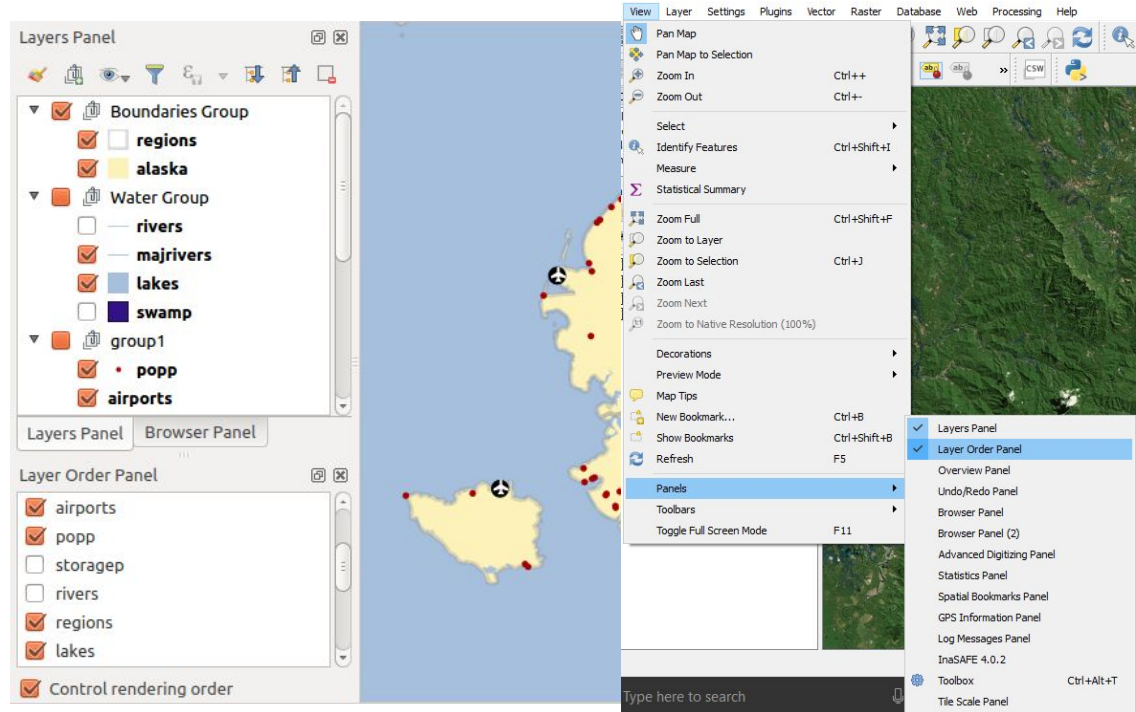 Layers Panel
Boundaries Group
regions
alaska
Water Group
rivers
majrivers
lakes
swamp
group1
popp
airports
Layers Panel Browser Panel
Layer Order Panel
airports
popp
storagep
rivers
regions
lakes
Control rendering order
View Layer Settings Plugins Vector Raster Database Web Processing Help
Pan Map
Pan Map to Selection
Zoom In Ctrl++
Zoom Out Ctrl+-
Select
Identify Features Ctrl+Shift+I
Measure
Statistical Summary
Zoom Full Ctrl+Shift+F
Zoom to Layer
Zoom to Selection Ctrl+J
Zoom Last
Zoom Next
Zoom to Native Resolution (100%)
Decorations
Preview Mode
Map Tips
New Bookmark... Ctrl+B
Show Bookmarks Ctrl+Shift+B
Refresh F5
Panels
Toolbars
Toggle Full Screen Mode F11
abc abc » CSW
Layers Panel
Layer Order Panel
Overview Panel
Undo/Redo Panel
Browser Panel
Browser Panel (2)
Advanced Digitizing Panel
Statistics Panel
Spatial Bookmarks Panel
GPS Information Panel
Log Messages Panel
InaSAFE 4.0.2
Toolbox Ctrl+Alt+T
Tile Scale Panel
Type here to search